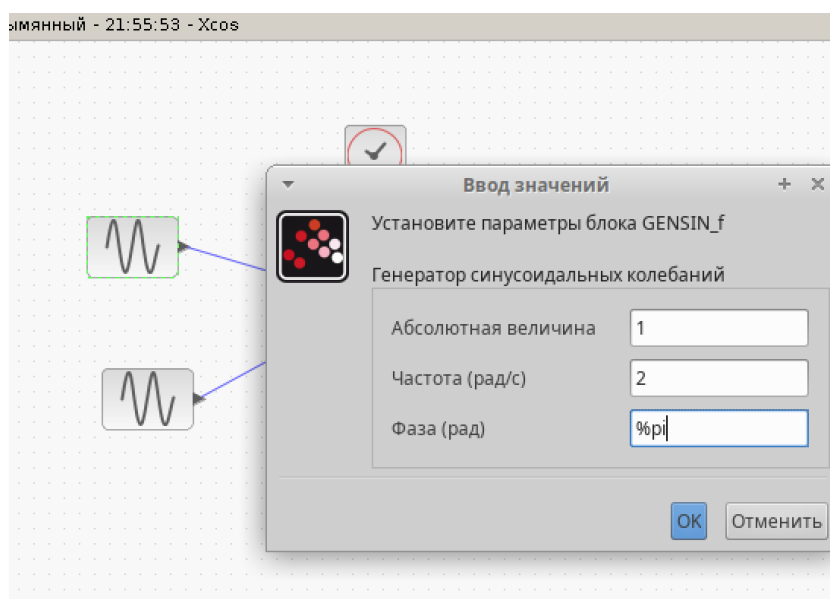 - 21:55:53 - Xcos
Ввод значений
Установите параметры блока GENSIN_f
Генератор синусоидальных колебаний
Абсолютная величина 1
Частота (рад/с) 2
Фаза (рад) %pi
OK Отменить